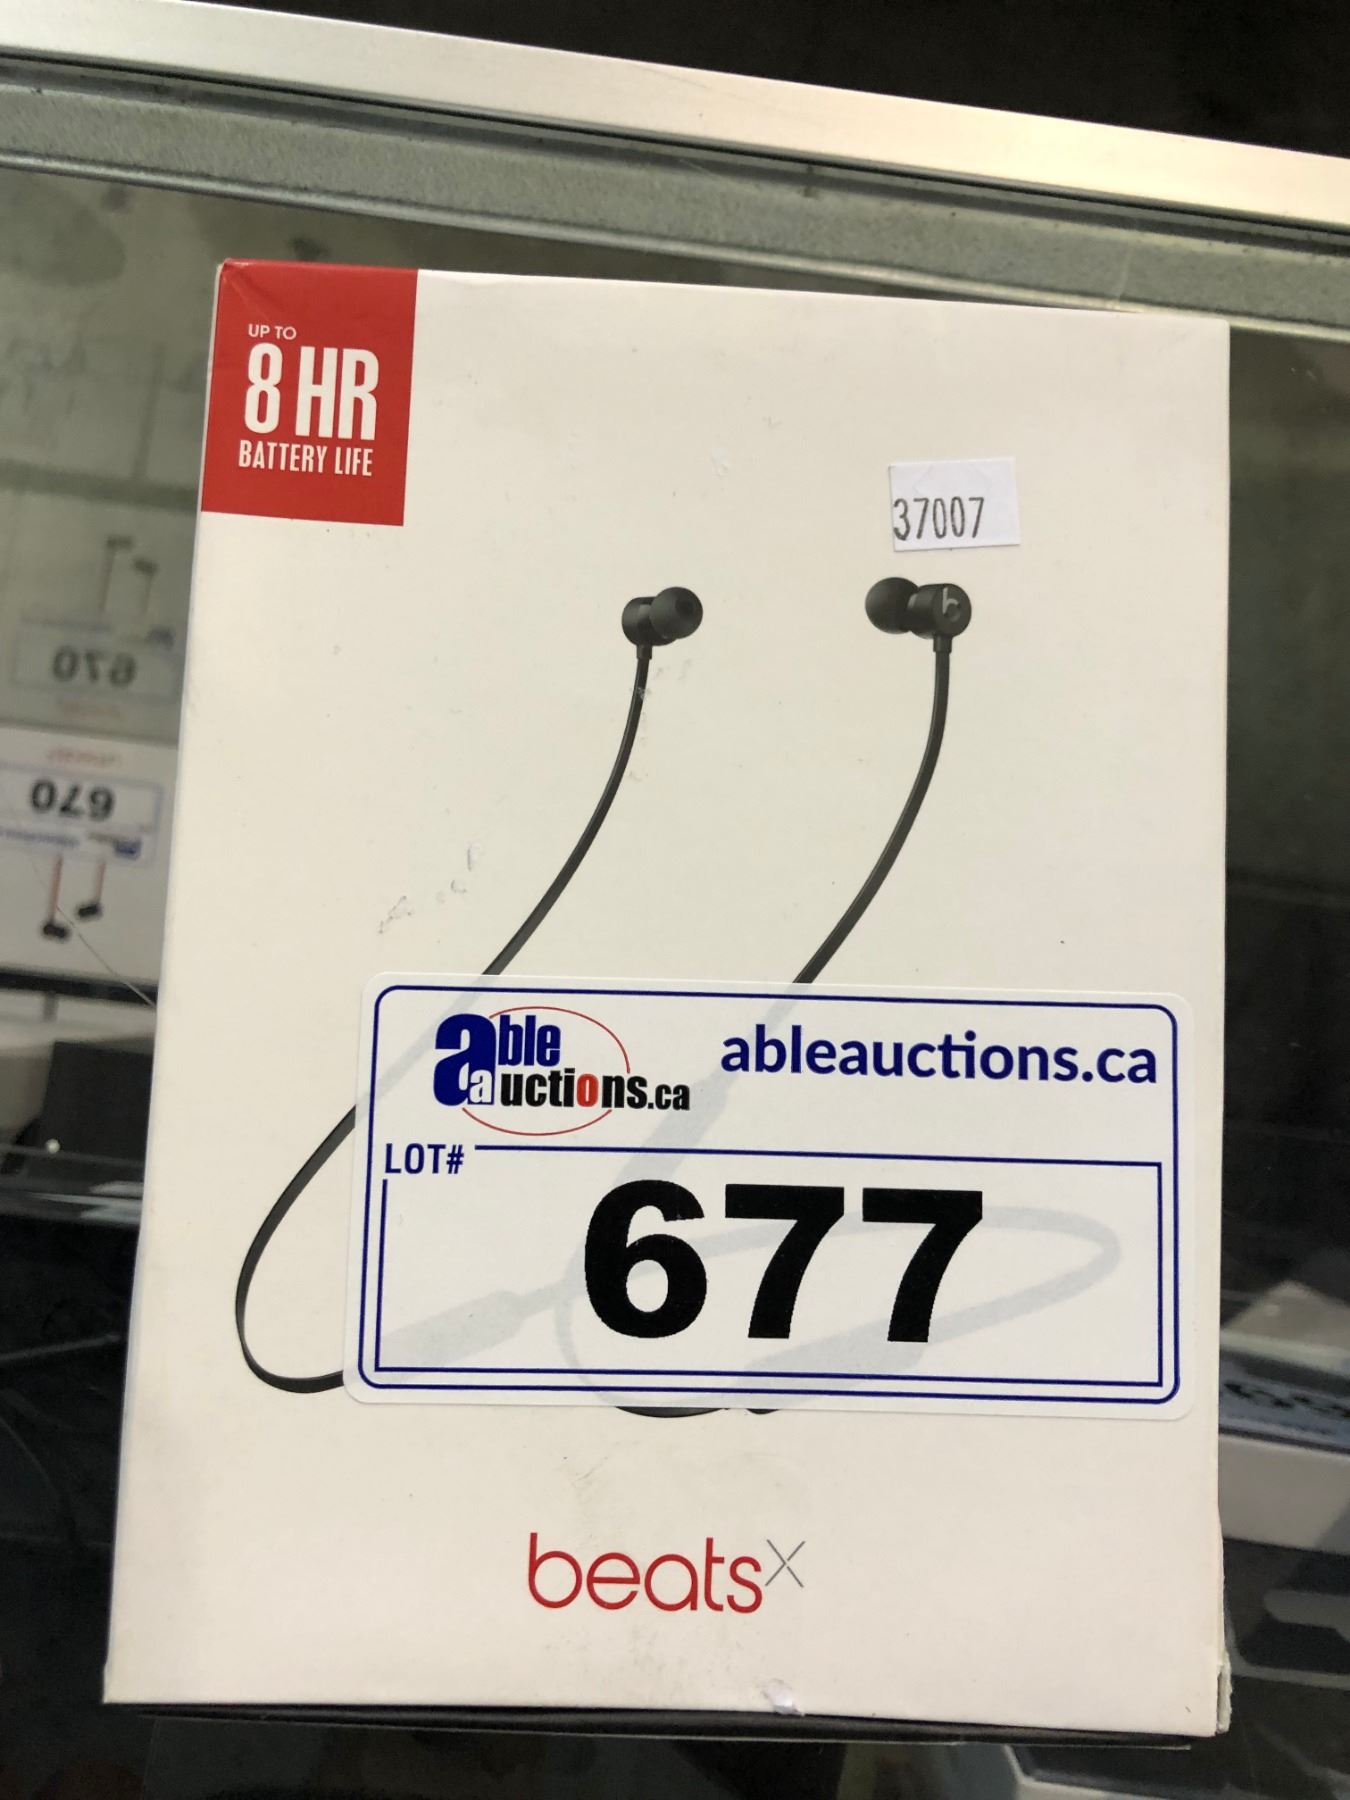 UP TO
8 HR
BATTERY LIFE
37007
b
able
auctions.ca
ableauctions.ca
LOT#
677
beatsx
670
670